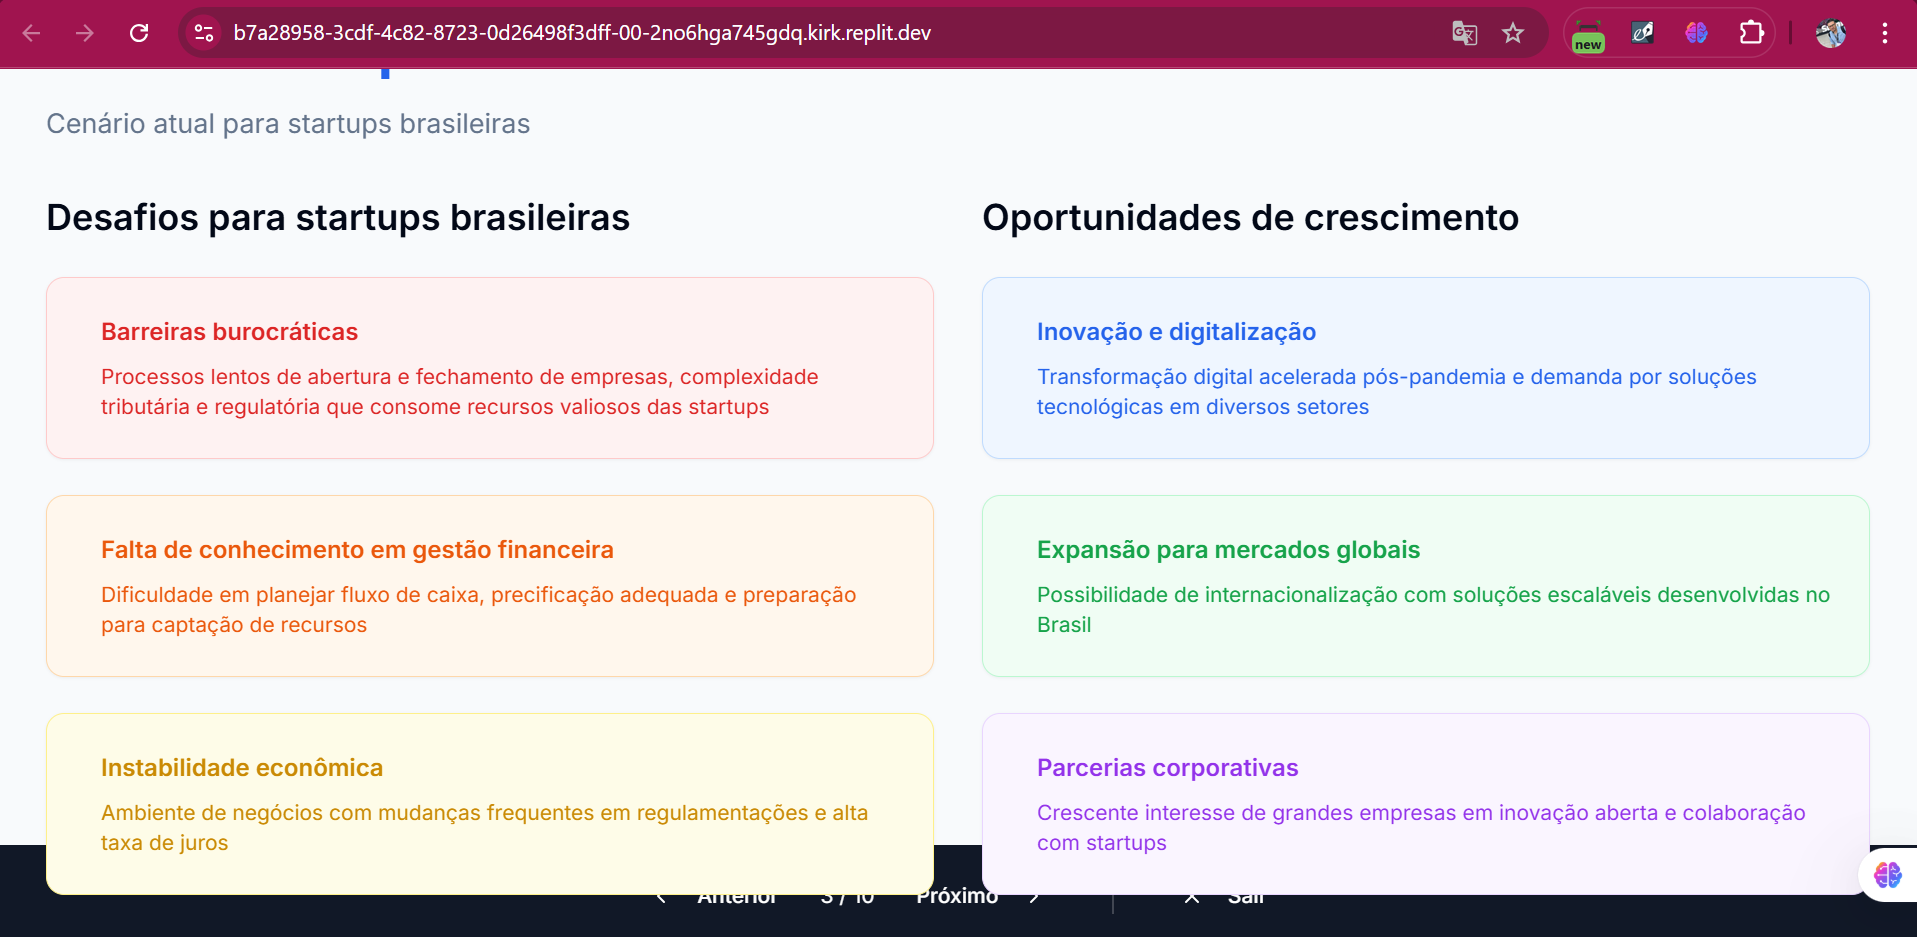 b7a28958-3cdf-4c82-8723-0d26498f3dff-00-2no6hga745gdq.kirk.replit.dev
new
Cenário atual para startups brasileiras
Desafios para startups brasileiras
Barreiras burocráticas
Processos lentos de abertura e fechamento de empresas, complexidade
tributária e regulatória que consome recursos valiosos das startups
Falta de conhecimento em gestão financeira
Dificuldade em planejar fluxo de caixa, precificação adequada e preparação
para captação de recursos
Instabilidade econômica
Ambiente de negócios com mudanças frequentes em regulamentações e alta
taxa de juros
Oportunidades de crescimento
Inovação e digitalização
Transformação digital acelerada pós-pandemia e demanda por soluções
tecnológicas em diversos setores
Expansão para mercados globais
Possibilidade de internacionalização com soluções escaláveis desenvolvidas no
Brasil
Parcerias corporativas
Crescente interesse de grandes empresas em inovação aberta e colaboração
com startups
Anterior 3 / 10 Próximo Sair